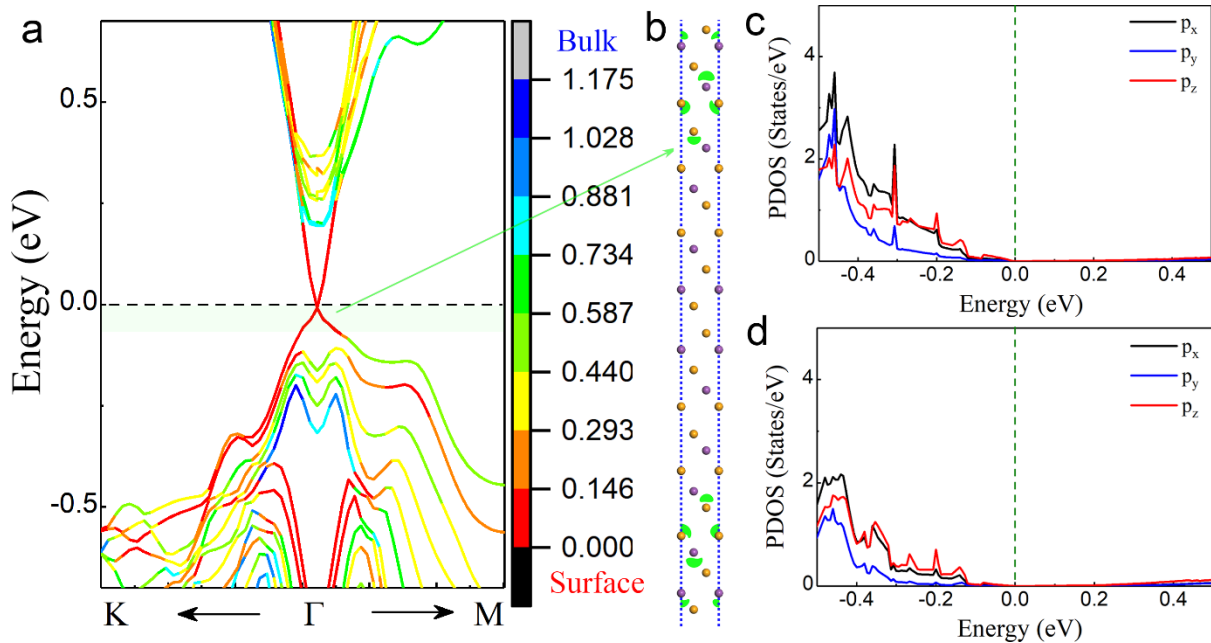 a
Energy (eV)
0.5
0.0
-0.5
K
Γ
M
Bulk
1.175
1.028
0.881
0.734
0.587
0.440
0.293
0.146
0.000
Surface
b
c
PDOS (States/eV)
4
2
0
-0.4
-0.2
0.0
0.2
0.4
Energy (eV)
px
py
pz
d
PDOS (States/eV)
4
2
0
-0.4
-0.2
0.0
0.2
0.4
Energy (eV)
px
py
pz